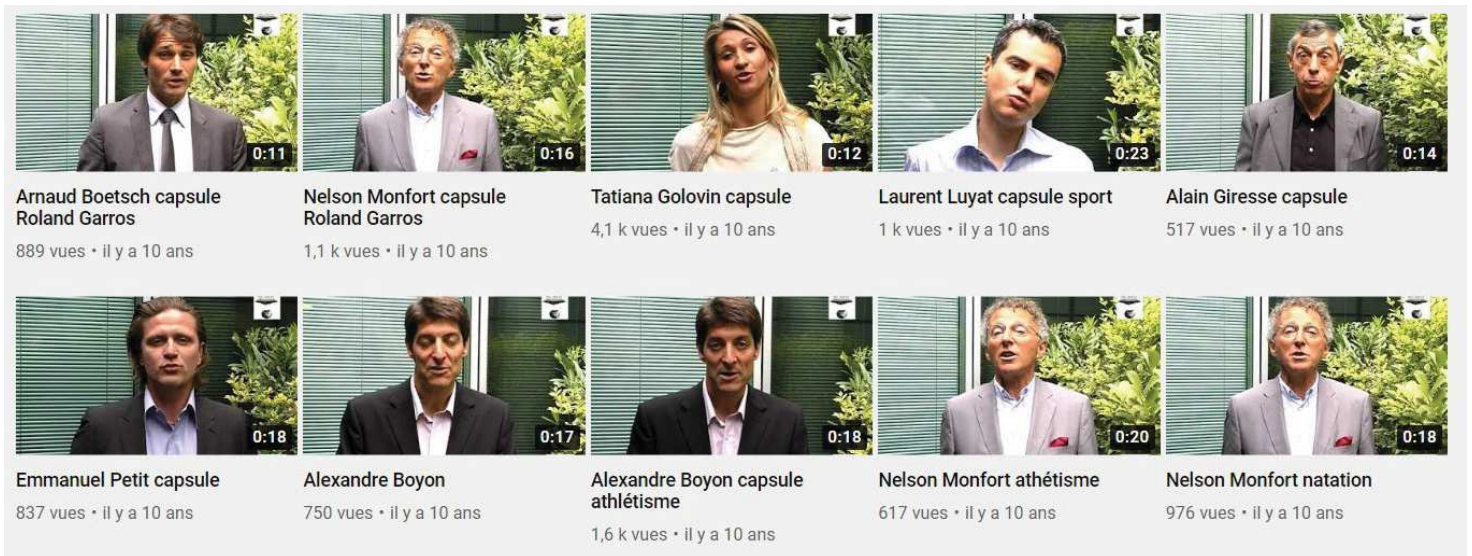 0:11
0:16
0:12
0:23
0:14
Arnaud Boetsch capsule
Roland Garros
889 vues • il y a 10 ans
Nelson Monfort capsule
Roland Garros
1,1 k vues • il y a 10 ans
Tatiana Golovin capsule
4,1 k vues • il y a 10 ans
Laurent Luyat capsule sport
1 k vues • il y a 10 ans
Alain Giresse capsule
517 vues • il y a 10 ans
0:18
0:17
0:18
0:20
0:18
Emmanuel Petit capsule
837 vues • il y a 10 ans
Alexandre Boyon
750 vues • il y a 10 ans
Alexandre Boyon capsule
athlétisme
1,6 k vues • il y a 10 ans
Nelson Monfort athétisme
617 vues • il y a 10 ans
Nelson Monfort natation
976 vues • il y a 10 ans